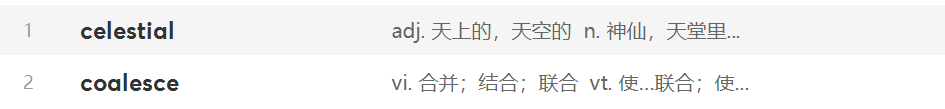 1 celestial adj. 天上的，天空的 n. 神仙，天堂里...
2 coalesce vi. 合并；结合；联合 vt. 使...联合；使...